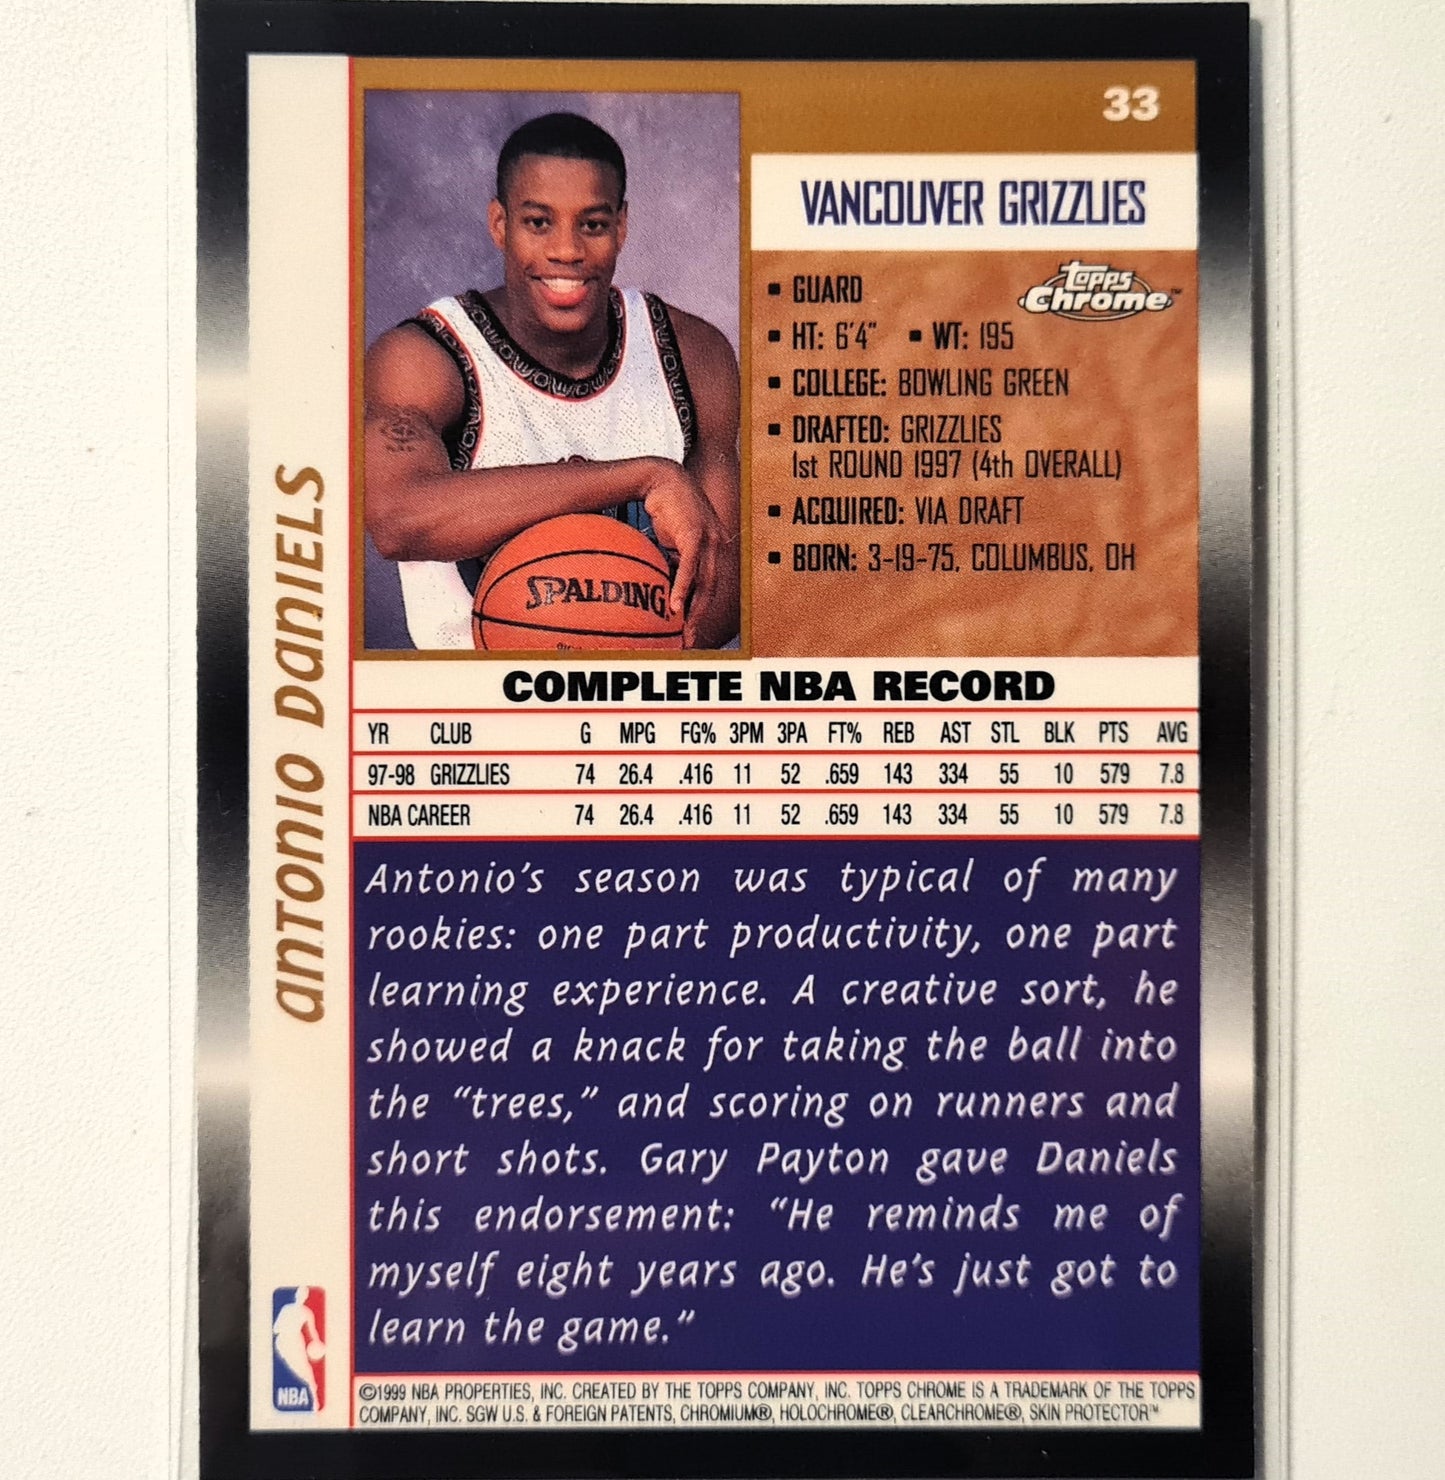 33
VANCOUVER GRIZZLIES
Topps
Chrome™
▪ GUARD
▪ HT: 6'4" ▪ WT: 195
▪ COLLEGE: BOWLING GREEN
▪ DRAFTED: GRIZZLIES
1st ROUND 1997 (4th OVERALL)
▪ ACQUIRED: VIA DRAFT
▪ BORN: 3-19-75, COLUMBUS, OH
SPALDING
ANTONIO DANIELS
COMPLETE NBA RECORD
YR CLUB G MPG FG% 3PM 3PA FT% REB AST STL BLK PTS AVG
97-98 GRIZZLIES 74 26.4 .416 11 52 .659 143 334 55 10 579 7.8
NBA CAREER 74 26.4 .416 11 52 .659 143 334 55 10 579 7.8
Antonio's season was typical of many
rookies: one part productivity, one part
learning experience. A creative sort, he
showed a knack for taking the ball into
the “trees,” and scoring on runners and
short shots. Gary Payton gave Daniels
this endorsement: “He reminds me of
myself eight years ago. He's just got to
learn the game.”
NBA
©1999 NBA PROPERTIES, INC. CREATED BY THE TOPPS COMPANY, INC. TOPPS CHROME IS A TRADEMARK OF THE TOPPS
COMPANY, INC. SGW U.S. & FOREIGN PATENTS, CHROMIUM®, HOLOCHROME®, CLEARCHROME®, SKIN PROTECTOR™